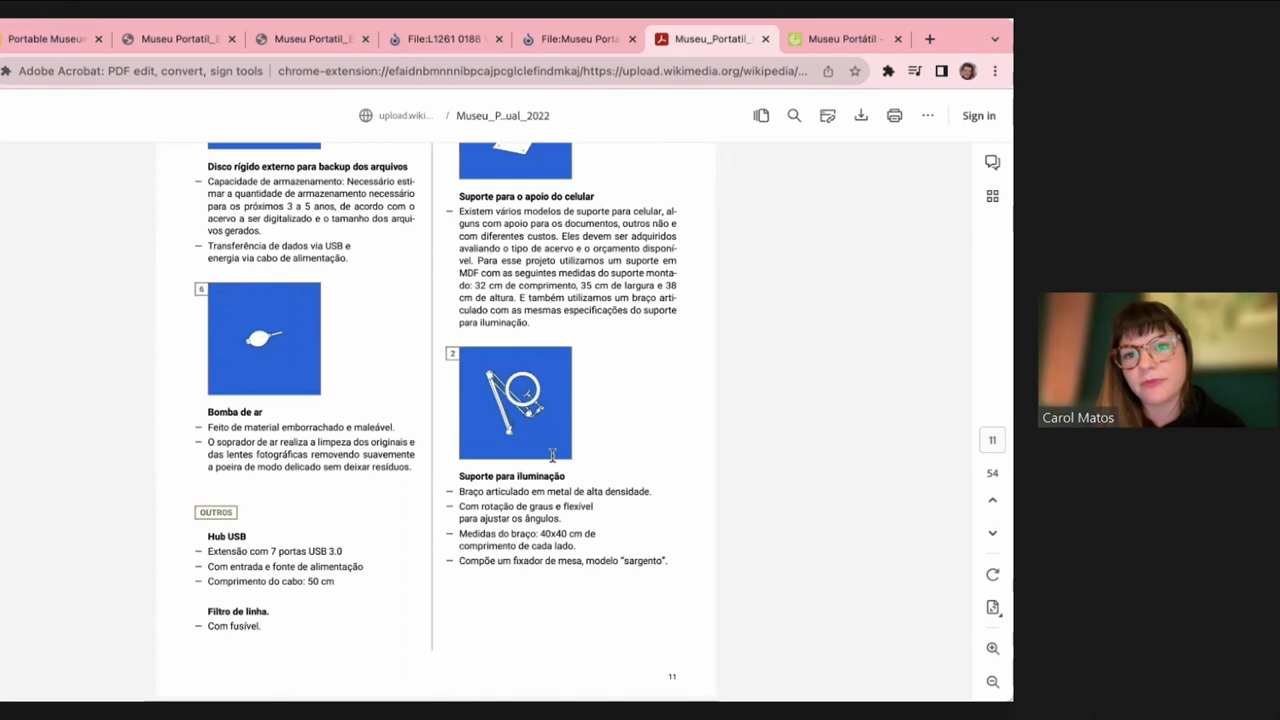 Portable Museum
Museu Portatil_E
Museu Portatil_E
File:L1261 0188
File:Museu Porta
Museu_Portatil_
Museu Portátil -
Adobe Acrobat: PDF edit, convert, sign tools
chrome-extension://efaidnbmnnnibpcajpcglclefindmkaj/https://upload.wikimedia.org/wikipedia/...
upload.wiki... / Museu_P...ual_2022
Sign in
Disco rígido externo para backup dos arquivos
— Capacidade de armazenamento: Necessário esti-
mar a quantidade de armazenamento necessário
para os próximos 3 a 5 anos, de acordo com o
acervo a ser digitalizado e o tamanho dos arqui-
vos gerados.
— Transferência de dados via USB e
energia via cabo de alimentação.
6
Bomba de ar
— Feito de material emborrachado e maleável.
— O soprador de ar realiza a limpeza dos originais e
das lentes fotográficas removendo suavemente
a poeira de modo delicado sem deixar resíduos.
OUTROS
Hub USB
— Extensão com 7 portas USB 3.0
— Com entrada e fonte de alimentação
— Comprimento do cabo: 50 cm
Filtro de linha.
— Com fusível.
Suporte para o apoio do celular
— Existem vários modelos de suporte para celular, al-
guns com apoio para os documentos, outros não e
com diferentes custos. Eles devem ser adquiridos
avaliando o tipo de acervo e o orçamento disponí-
vel. Para esse projeto utilizamos um suporte em
MDF com as seguintes medidas do suporte monta-
do: 32 cm de comprimento, 35 cm de largura e 38
cm de altura. E também utilizamos um braço arti-
culado com as mesmas especificações do suporte
para iluminação.
2
Suporte para iluminação
— Braço articulado em metal de alta densidade.
— Com rotação de graus e flexível
para ajustar os ângulos.
— Medidas do braço: 40x40 cm de
comprimento de cada lado.
— Compõe um fixador de mesa, modelo “sargento”.
11
11
54
Carol Matos